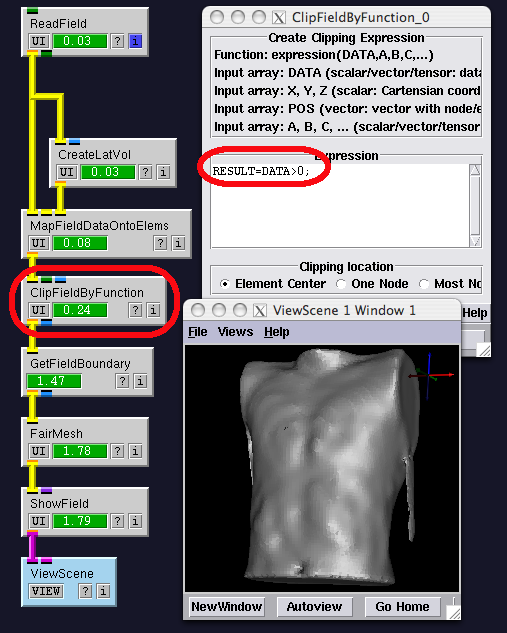 ReadField
UI 0.03 ? i
CreateLatVol
UI 0.03 ? i
MapFieldDataOntoElems
UI 0.08 ? i
ClipFieldByFunction
UI 0.24 ? i
GetFieldBoundary
1.47 ? i
FairMesh
UI 1.78 ? i
ShowField
UI 1.79 ? i
ViewScene
VIEW ? i
X ClipFieldByFunction_0
Create Clipping Expression
Function: expression(DATA,A,B,C,...)
Input array: DATA (scalar/vector/tensor: data
Input array: X, Y, Z (scalar: Cartesian coord
Input array: POS (vector: vector with node/e
Input array: A, B, C, ... (scalar/vector/tensor
Expression
RESULT=DATA>0;
Clipping location
Element Center One Node Most No
Help
X ViewScene 1 Window 1
File Views Help
NewWindow Autoview Go Home